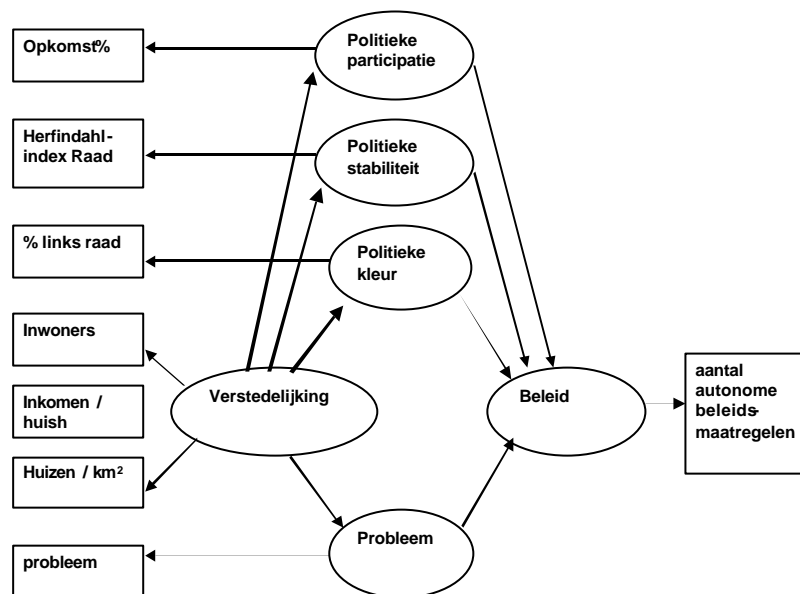 Opkomst%
Politieke
participatie
Herfindahl-
index Raad
Politieke
stabiliteit
% links raad
Politieke
kleur
Inwoners
Inkomen /
huish
Huizen / km²
Verstedelijking
Beleid
aantal
autonome
beleids-
maatregelen
probleem
Probleem